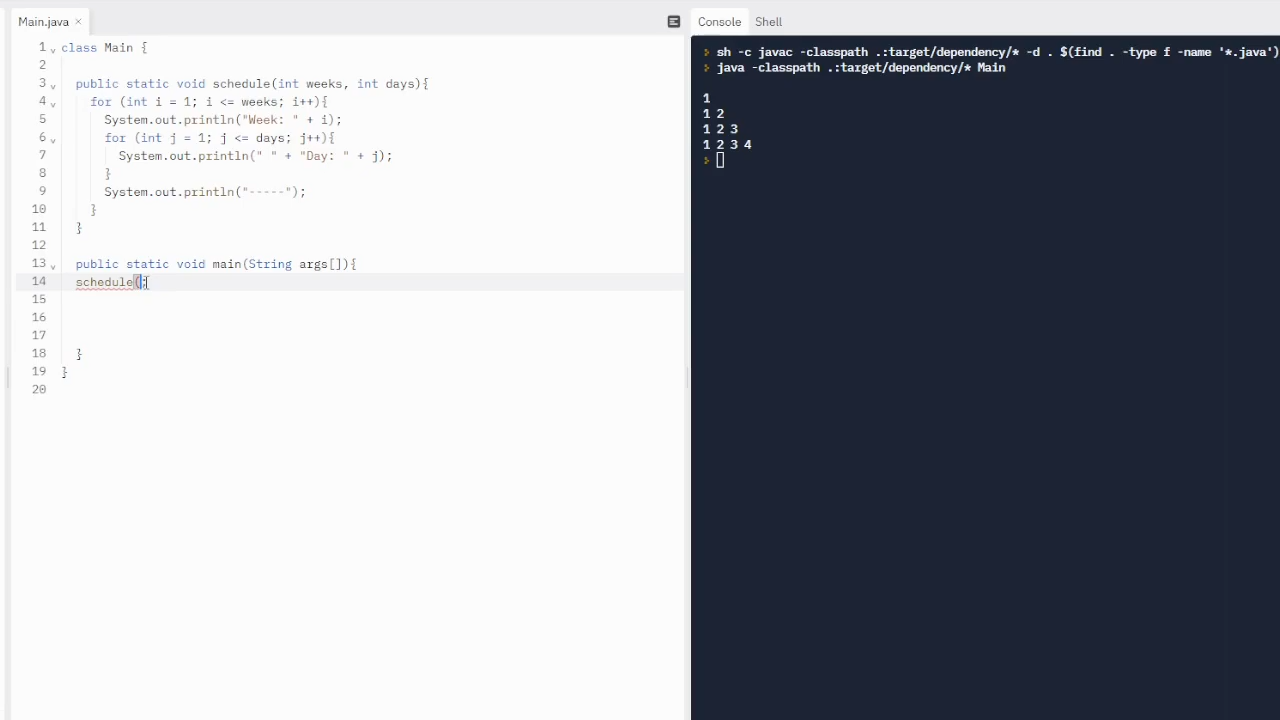 Main.java ×
1 class Main {
2
3 public static void schedule(int weeks, int days){
4 for (int i = 1; i <= weeks; i++){
5 System.out.println("Week: " + i);
6 for (int j = 1; j <= days; j++){
7 System.out.println(" " + "Day: " + j);
8 }
9 System.out.println("-----");
10 }
11 }
12
13 public static void main(String args[]){
14 schedule(;
15
16
17
18 }
19 }
20
Console Shell
sh -c javac -classpath .:target/dependency/* -d . $(find . -type f -name '*.java')
java -classpath .:target/dependency/* Main
1
1 2
1 2 3
1 2 3 4